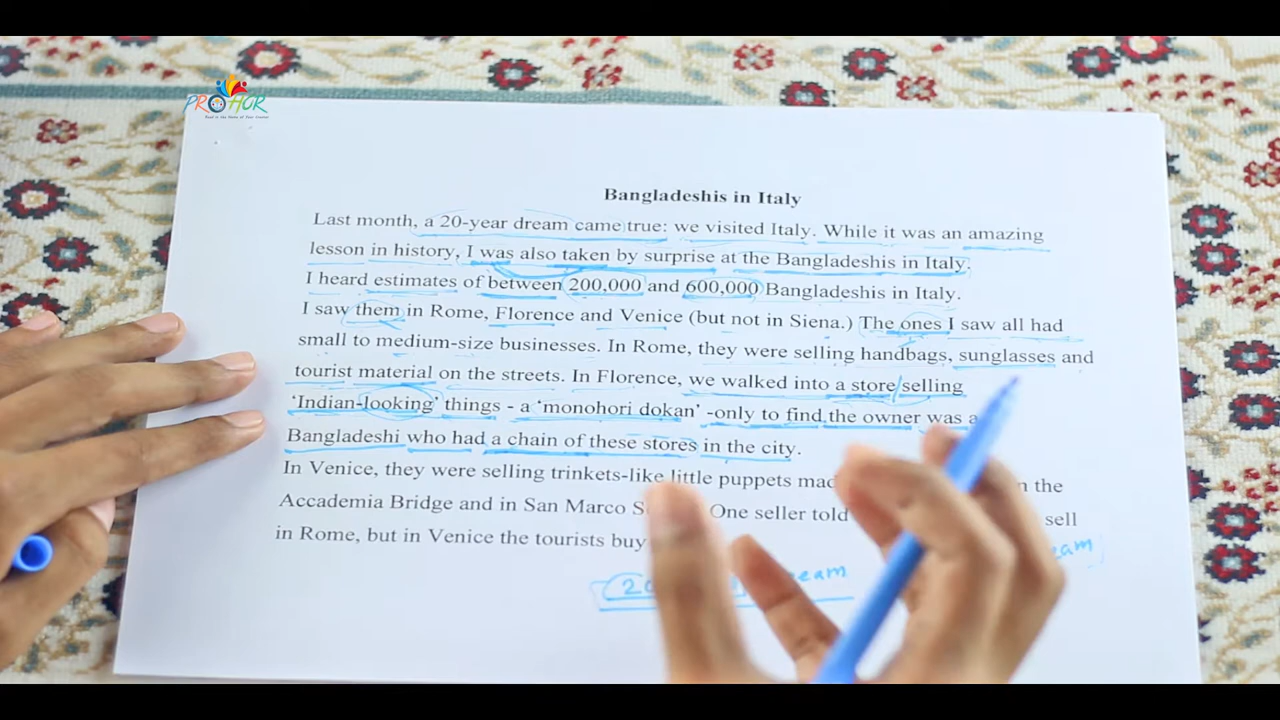 PROHOR
Bangladeshis in Italy
Last month, a 20-year dream came true: we visited Italy. While it was an amazing
lesson in history, I was also taken by surprise at the Bangladeshis in Italy.
I heard estimates of between 200,000 and 600,000 Bangladeshis in Italy.
I saw them in Rome, Florence and Venice (but not in Siena.) The ones I saw all had
small to medium-size businesses. In Rome, they were selling handbags, sunglasses and
tourist material on the streets. In Florence, we walked into a store/selling
‘Indian-looking’ things - a ‘monohori dokan’ -only to find the owner was a
Bangladeshi who had a chain of these stores in the city.
In Venice, they were selling trinkets-like little puppets the
Accademia Bridge and in San Marco One seller told sell
in Rome, but in Venice the tourists buy